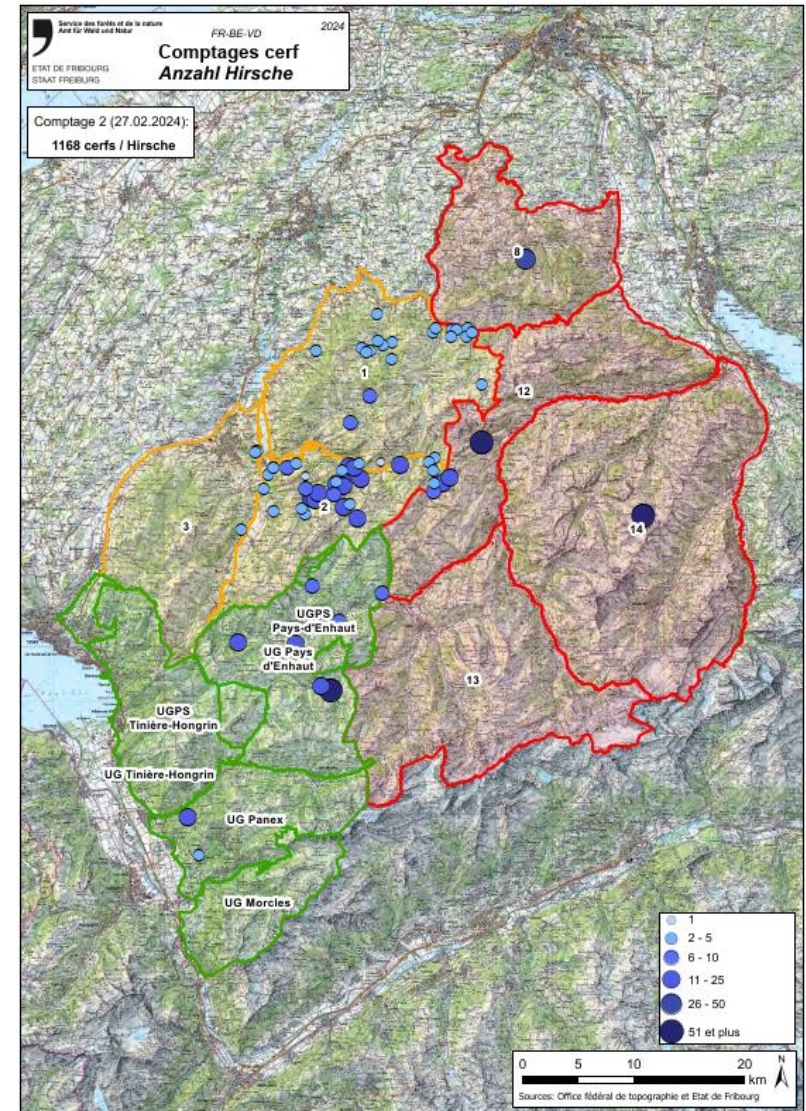 Service des forêts et de la nature
Amt für Wald und Natur
ETAT DE FRIBOURG
STAAT FREIBURG
FR-BE-VD
2024
Comptages cerf
Anzahl Hirsche
Comptage 2 (27.02.2024):
1168 cerfs / Hirsche
8
1
12
3
2
14
UGPS
Pays-d'Enhaut
UG Pays
d'Enhaut
13
UGPS
Tinière-Hongrin
UG Tinière-Hongrin
UG Panex
UG Morcles
1
2 - 5
6 - 10
11 - 25
26 - 50
51 et plus
0 5 10 20
km
N
Sources: Office fédéral de topographie et Etat de Fribourg